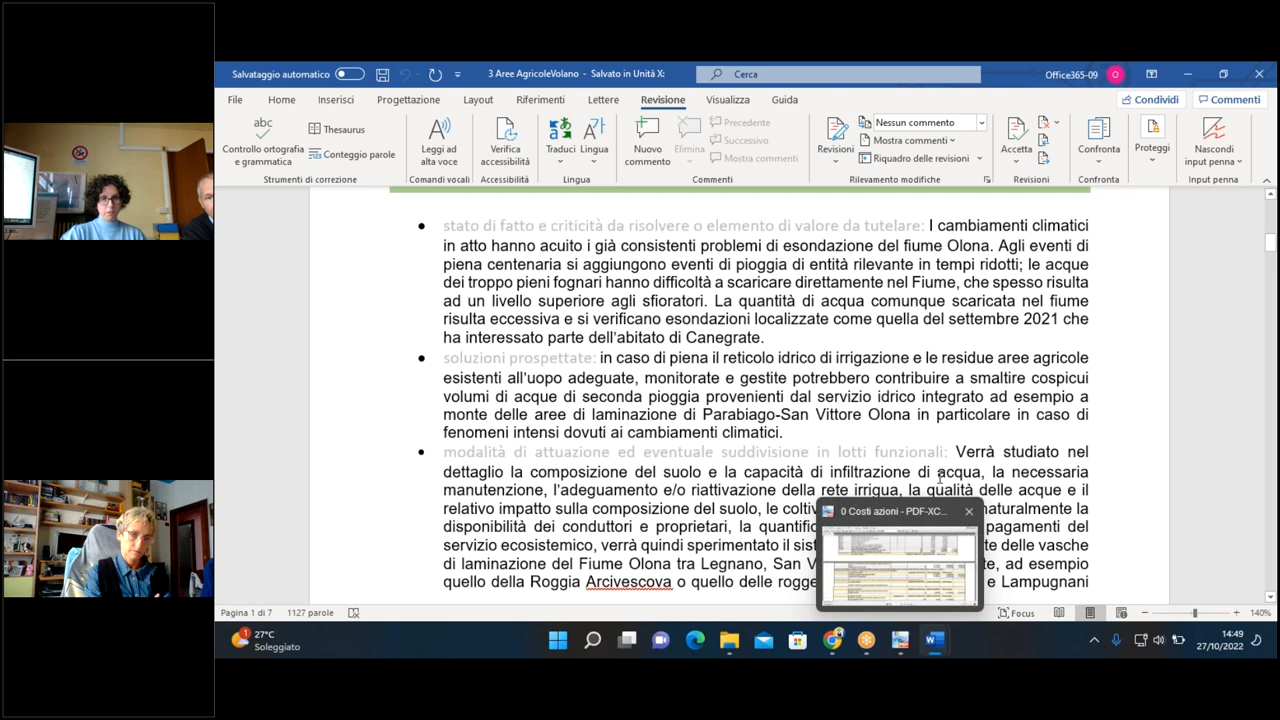 Salvataggio automatico
3 Aree AgricoleVolano - Salvato in Unità X:
Cerca
Office365-09
O
File Home Inserisci Progettazione Layout Riferimenti Lettere Revisione Visualizza Guida
Condividi Commenti
abc
Controllo ortografia
e grammatica
Thesaurus
Conteggio parole
Strumenti di correzione
Leggi ad
alta voce
Comandi vocali
Verifica
accessibilità
Accessibilità
Traduci
Lingua
Lingua
Nuovo
commento
Elimina
Precedente
Successivo
Mostra commenti
Commenti
Revisioni
Nessun commento
Mostra commenti
Riquadro delle revisioni
Rilevamento modifiche
Accetta
Revisioni
Confronta
Confronta
Proteggi
Nascondi
input penna
Input penna
stato di fatto e criticità da risolvere o elemento di valore da tutelare: I cambiamenti climatici
in atto hanno acuito i già consistenti problemi di esondazione del fiume Olona. Agli eventi di
piena centenaria si aggiungono eventi di pioggia di entità rilevante in tempi ridotti; le acque
dei troppo pieni fognari hanno difficoltà a scaricare direttamente nel Fiume, che spesso risulta
ad un livello superiore agli sfioratori. La quantità di acqua comunque scaricata nel fiume
risulta eccessiva e si verificano esondazioni localizzate come quella del settembre 2021 che
ha interessato parte dell'abitato di Canegrate.
soluzioni prospettate: in caso di piena il reticolo idrico di irrigazione e le residue aree agricole
esistenti all'uopo adeguate, monitorate e gestite potrebbero contribuire a smaltire cospicui
volumi di acque di seconda pioggia provenienti dal servizio idrico integrato ad esempio a
monte delle aree di laminazione di Parabiago-San Vittore Olona in particolare in caso di
fenomeni intensi dovuti ai cambiamenti climatici.
modalità di attuazione ed eventuale suddivisione in lotti funzionali: Verrà studiato nel
dettaglio la composizione del suolo e la capacità di infiltrazione di acqua, la necessaria
manutenzione, l'adeguamento e/o riattivazione della rete irrigua, la qualità delle acque e il
relativo impatto sulla composizione del suolo, le colti naturalmente la
disponibilità dei conduttori e proprietari, la quantific pagamenti del
servizio ecosistemico, verrà quindi sperimentato il sis te delle vasche
di laminazione del Fiume Olona tra Legnano, San V te, ad esempio
quello della Roggia Arcivescova o quello delle rogge e Lampugnani
0 Costi azioni - PDF-XC...
Pagina 1 di 7 1127 parole
Focus
140%
1
27°C
Soleggiato
14:49
27/10/2022